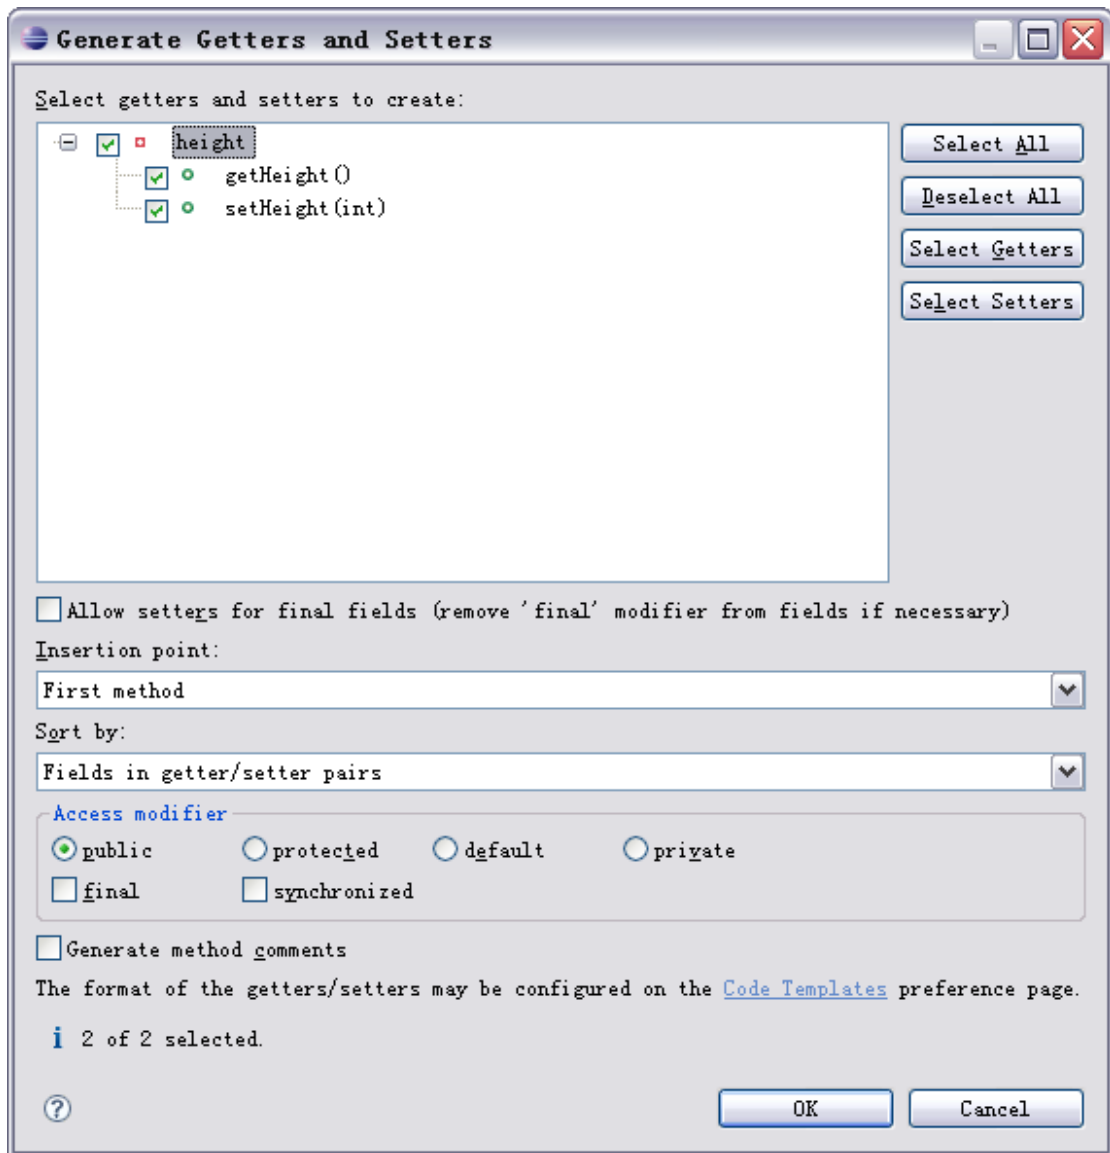 Generate Getters and Setters
Select getters and setters to create:
height
getHeight()
setHeight(int)
Select All
Deselect All
Select Getters
Select Setters
Allow setters for final fields (remove 'final' modifier from fields if necessary)
Insertion point:
First method
Sort by:
Fields in getter/setter pairs
Access modifier
public protected default private
final synchronized
Generate method comments
The format of the getters/setters may be configured on the Code Templates preference page.
i 2 of 2 selected.
? OK Cancel